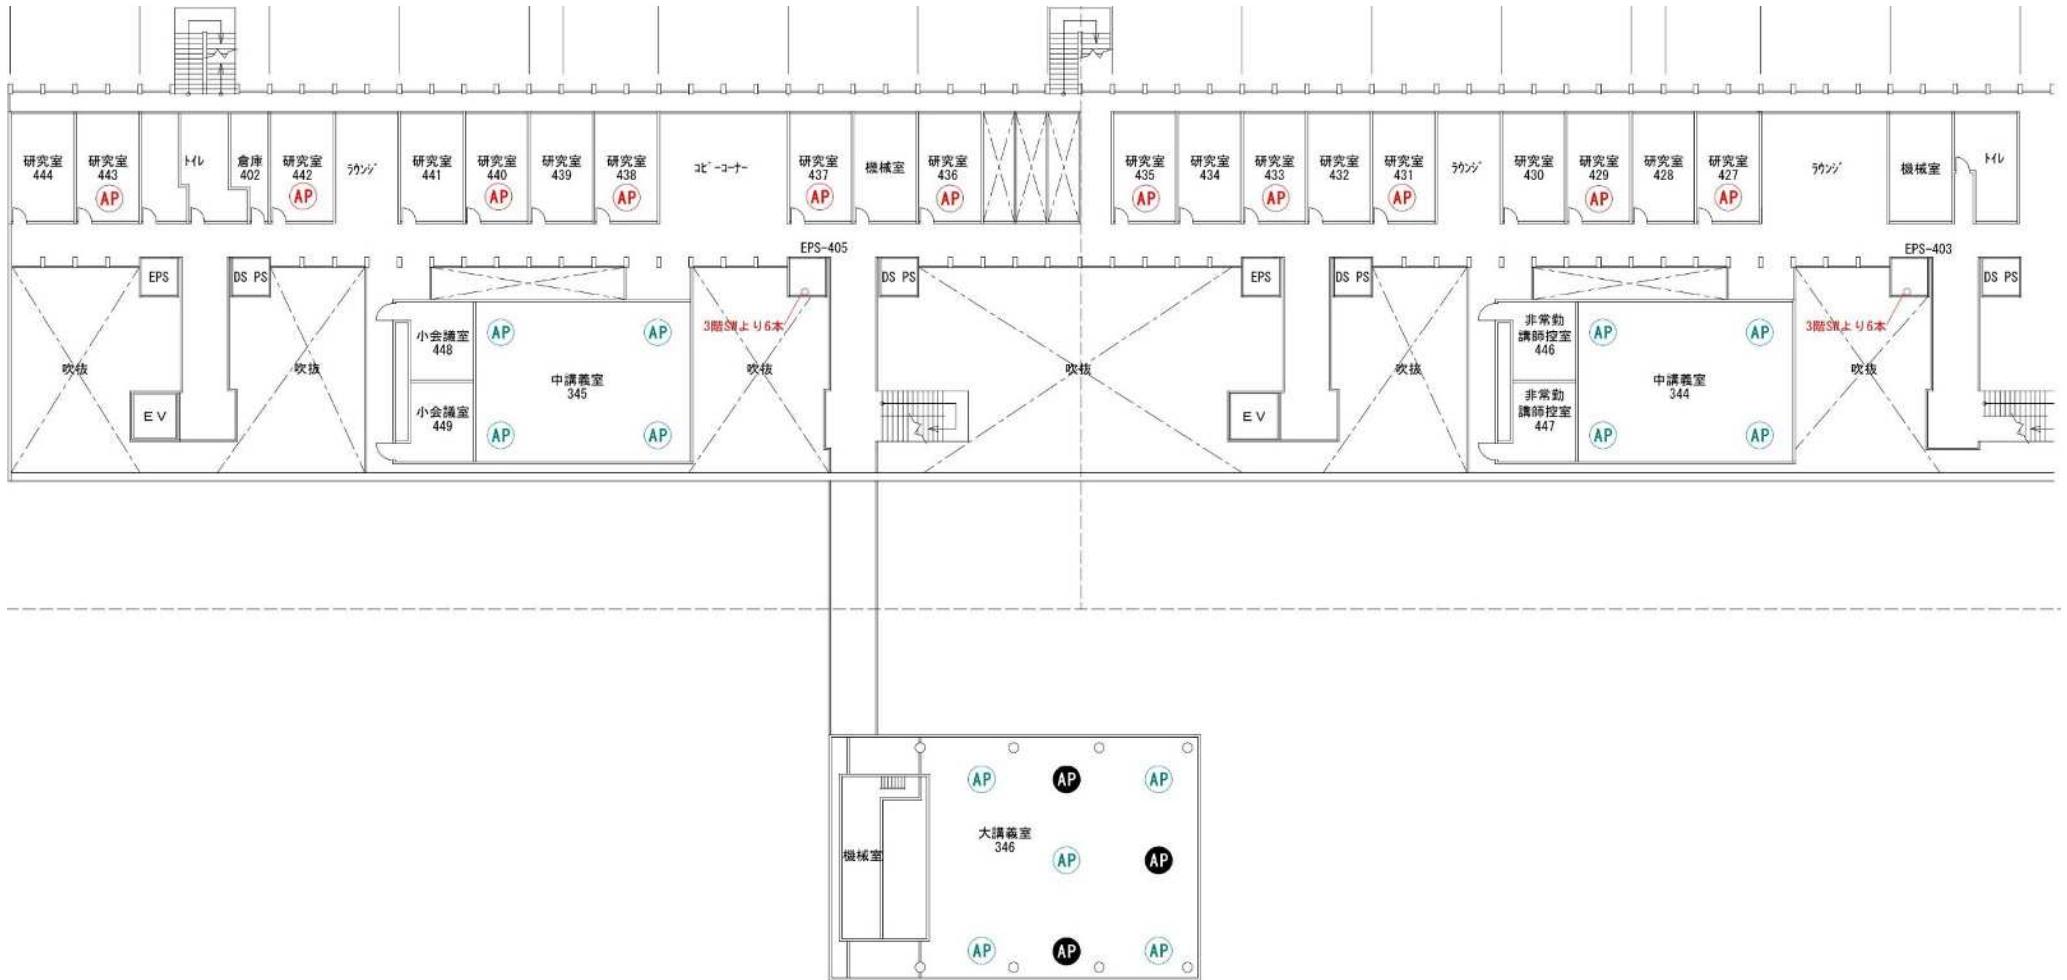 研究室
444
研究室
443
AP
ﾄｲﾚ
倉庫
402
研究室
442
AP
ﾗｳﾝｼﾞ
研究室
441
研究室
440
AP
研究室
439
研究室
438
AP
ｺﾋﾟｰｺｰﾅｰ
研究室
437
AP
機械室
研究室
436
AP
研究室
435
AP
研究室
434
研究室
433
AP
研究室
432
研究室
431
AP
ﾗｳﾝｼﾞ
研究室
430
研究室
429
AP
研究室
428
研究室
427
AP
ﾗｳﾝｼﾞ
機械室
ﾄｲﾚ
EPS-405
EPS-403
EPS
DS PS
DS PS
EPS
DS PS
DS PS
3階SWより6本
3階SWより6本
吹抜
EV
吹抜
小会議室
448
小会議室
449
AP
AP
中講義室
345
AP
AP
吹抜
吹抜
EV
吹抜
非常勤
講師控室
446
非常勤
講師控室
447
AP
AP
中講義室
344
AP
AP
吹抜
AP
AP
AP
大講義室
346
機械室
AP
AP
AP
AP
AP